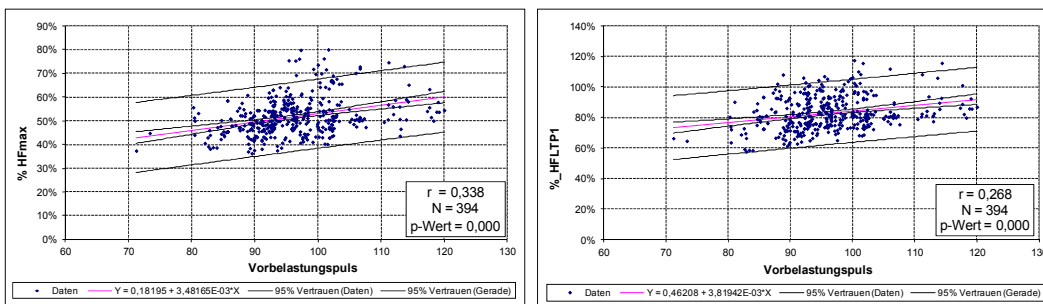 80%
70%
60%
50%
40%
30%
20%
10%
0%
% HFmax
60 70 80 90 100 110 120 130
Vorbelastungspuls
r = 0,338
N = 394
p-Wert = 0,000
Daten Y = 0,18195 + 3,48165E-03*X 95% Vertrauen (Daten) 95% Vertrauen (Gerade)
140%
120%
100%
80%
60%
40%
20%
0%
%_HFLTP1
60 70 80 90 100 110 120 130
Vorbelastungspuls
r = 0,268
N = 394
p-Wert = 0,000
Daten Y = 0,46208 + 3,81942E-03*X 95% Vertrauen (Daten) 95% Vertrauen (Gerade)